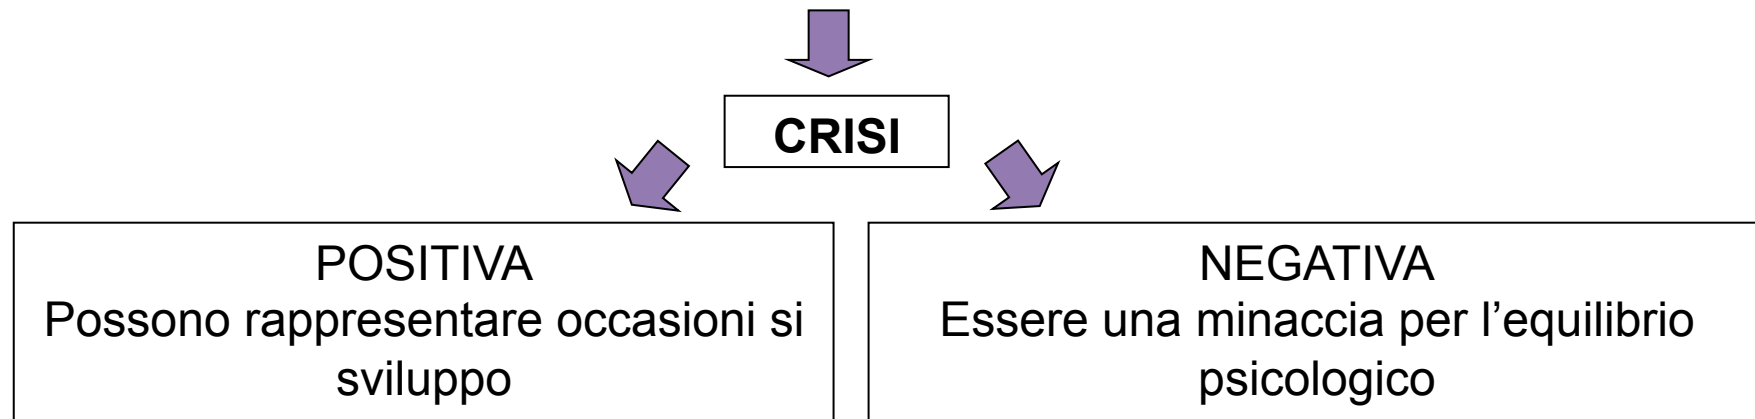 CRISI
POSITIVA
Possono rappresentare occasioni si
sviluppo
NEGATIVA
Essere una minaccia per l’equilibrio
psicologico